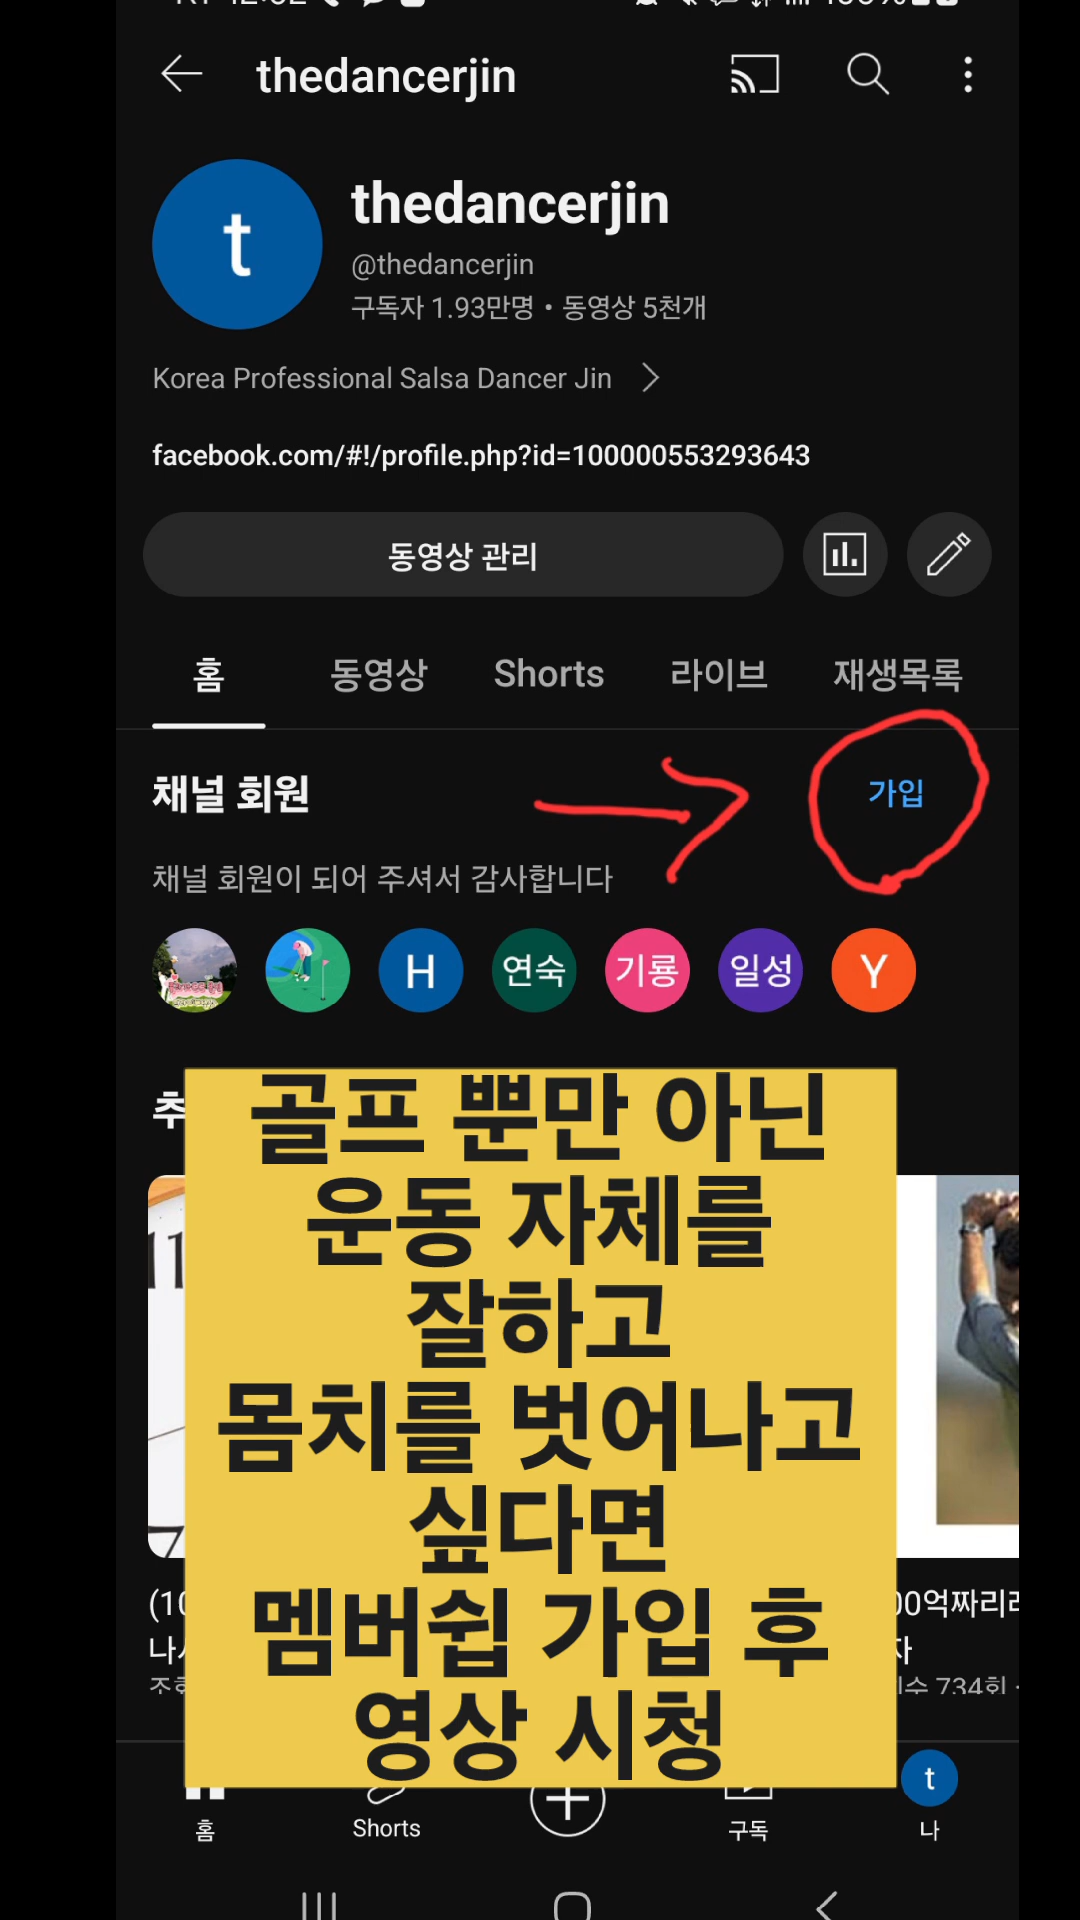 thedancerjin
t
thedancerjin
@thedancerjin
구독자 1.93만명 • 동영상 5천개
Korea Professional Salsa Dancer Jin
facebook.com/#!/profile.php?id=100000553293643
동영상 관리
홈 동영상 Shorts 라이브 재생목록
채널 회원 가입
채널 회원이 되어 주셔서 감사합니다
H 연숙 기룡 일성 Y
골프 뿐만 아닌
운동 자체를
잘하고
몸치를 벗어나고
싶다면
멤버쉽 가입 후
영상 시청
11
734회
t
홈 Shorts 구독 나